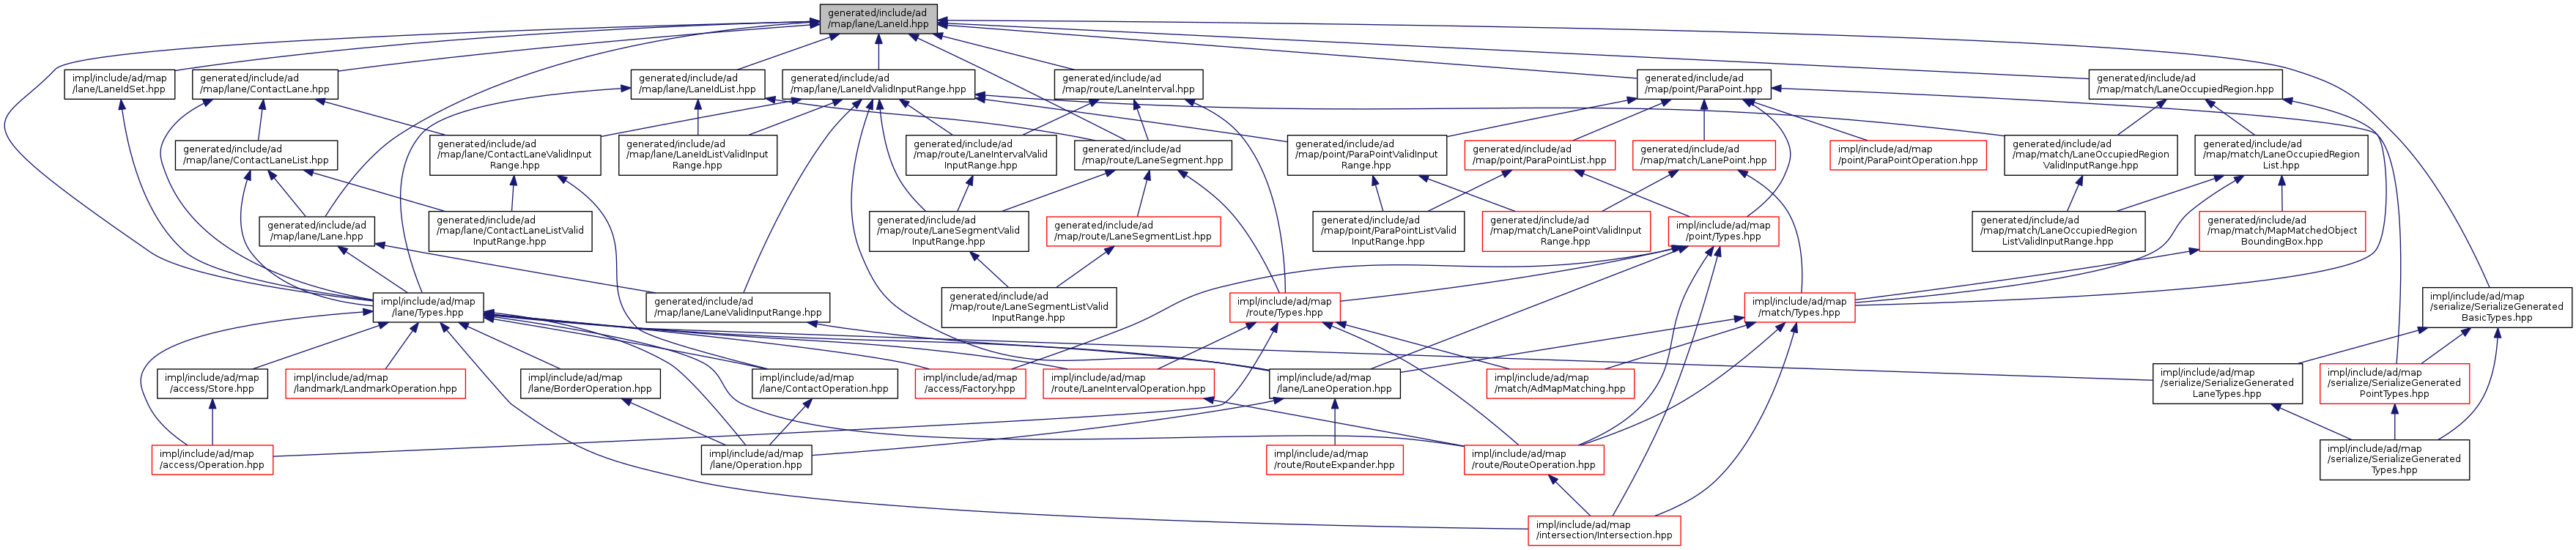 generated/include/ad
/map/lane/LaneId.hpp
impl/include/ad/map
/lane/LaneIdSet.hpp
generated/include/ad
/map/lane/ContactLane.hpp
generated/include/ad
/map/lane/LaneIdList.hpp
generated/include/ad
/map/lane/LaneIdValidInputRange.hpp
generated/include/ad
/map/route/LaneInterval.hpp
generated/include/ad
/map/point/ParaPoint.hpp
generated/include/ad
/map/match/LaneOccupiedRegion.hpp
generated/include/ad
/map/lane/ContactLaneList.hpp
generated/include/ad
/map/lane/ContactLaneValidInput
Range.hpp
generated/include/ad
/map/lane/LaneIdListValidInput
Range.hpp
generated/include/ad
/map/route/LaneIntervalValid
InputRange.hpp
generated/include/ad
/map/route/LaneSegment.hpp
generated/include/ad
/map/point/ParaPointValidInput
Range.hpp
generated/include/ad
/map/point/ParaPointList.hpp
generated/include/ad
/map/match/LanePoint.hpp
impl/include/ad/map
/point/ParaPointOperation.hpp
generated/include/ad
/map/match/LaneOccupiedRegion
ValidInputRange.hpp
generated/include/ad
/map/match/LaneOccupiedRegion
List.hpp
generated/include/ad
/map/lane/Lane.hpp
generated/include/ad
/map/lane/ContactLaneListValid
InputRange.hpp
generated/include/ad
/map/route/LaneSegmentValid
InputRange.hpp
generated/include/ad
/map/route/LaneSegmentList.hpp
generated/include/ad
/map/point/ParaPointListValid
InputRange.hpp
generated/include/ad
/map/match/LanePointValidInput
Range.hpp
impl/include/ad/map
/point/Types.hpp
generated/include/ad
/map/match/LaneOccupiedRegion
ListValidInputRange.hpp
generated/include/ad
/map/match/MapMatchedObject
BoundingBox.hpp
impl/include/ad/map
/lane/Types.hpp
generated/include/ad
/map/lane/LaneValidInputRange.hpp
generated/include/ad
/map/route/LaneSegmentListValid
InputRange.hpp
impl/include/ad/map
/route/Types.hpp
impl/include/ad/map
/match/Types.hpp
impl/include/ad/map
/serialize/SerializeGenerated
BasicTypes.hpp
impl/include/ad/map
/access/Store.hpp
impl/include/ad/map
/landmark/LandmarkOperation.hpp
impl/include/ad/map
/lane/BorderOperation.hpp
impl/include/ad/map
/lane/ContactOperation.hpp
impl/include/ad/map
/access/Factory.hpp
impl/include/ad/map
/route/LaneIntervalOperation.hpp
impl/include/ad/map
/lane/LaneOperation.hpp
impl/include/ad/map
/match/AdMapMatching.hpp
impl/include/ad/map
/serialize/SerializeGenerated
LaneTypes.hpp
impl/include/ad/map
/serialize/SerializeGenerated
PointTypes.hpp
impl/include/ad/map
/access/Operation.hpp
impl/include/ad/map
/lane/Operation.hpp
impl/include/ad/map
/route/RouteExpander.hpp
impl/include/ad/map
/route/RouteOperation.hpp
impl/include/ad/map
/serialize/SerializeGenerated
Types.hpp
impl/include/ad/map
/intersection/Intersection.hpp